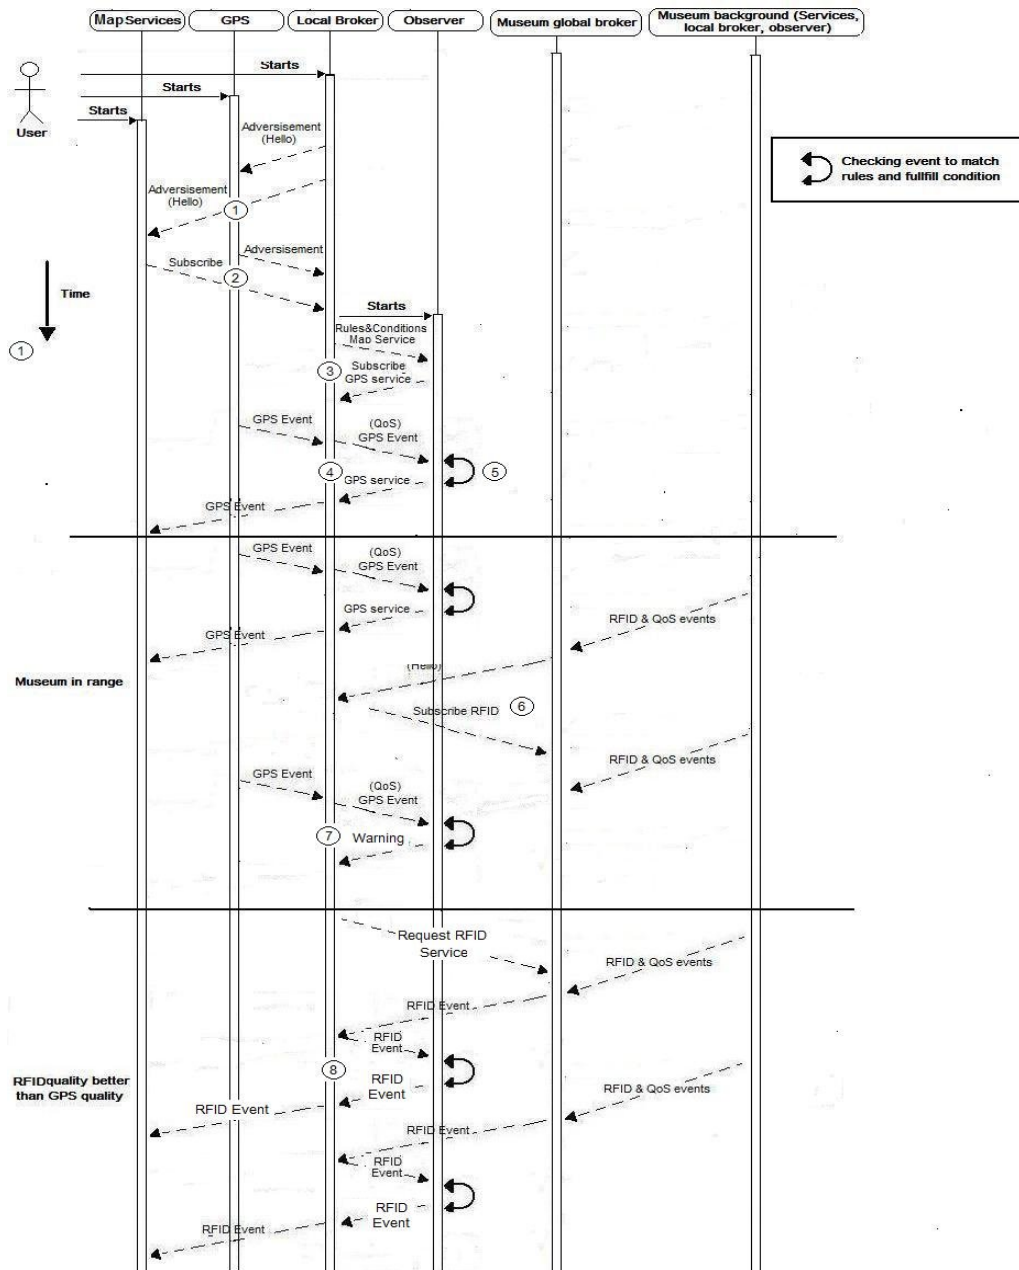 Map Services
GPS
Local Broker
Observer
Museum global broker
Museum background (Services,
local broker, observer)
Starts
Starts
Starts
User
Adversisement
(Hello)
Checking event to match
rules and fullfill condition
Adversisement
(Hello)
1
Adversisement
Subscribe
2
Time
Starts
Rules&Conditions
Map Service
1
3
Subscribe
GPS service
GPS Event
(QoS)
GPS Event
4
5
GPS service
GPS Event
GPS Event
(QoS)
GPS Event
GPS service
RFID & QoS events
GPS Event
(Hello)
Museum in range
Subscribe RFID
6
RFID & QoS events
GPS Event
(QoS)
GPS Event
7
Warning
Request RFID
Service
RFID & QoS events
RFID Event
RFID
Event
8
RFIDquality better
than GPS quality
RFID
Event
RFID & QoS events
RFID Event
RFID Event
RFID
Event
RFID
Event
RFID Event